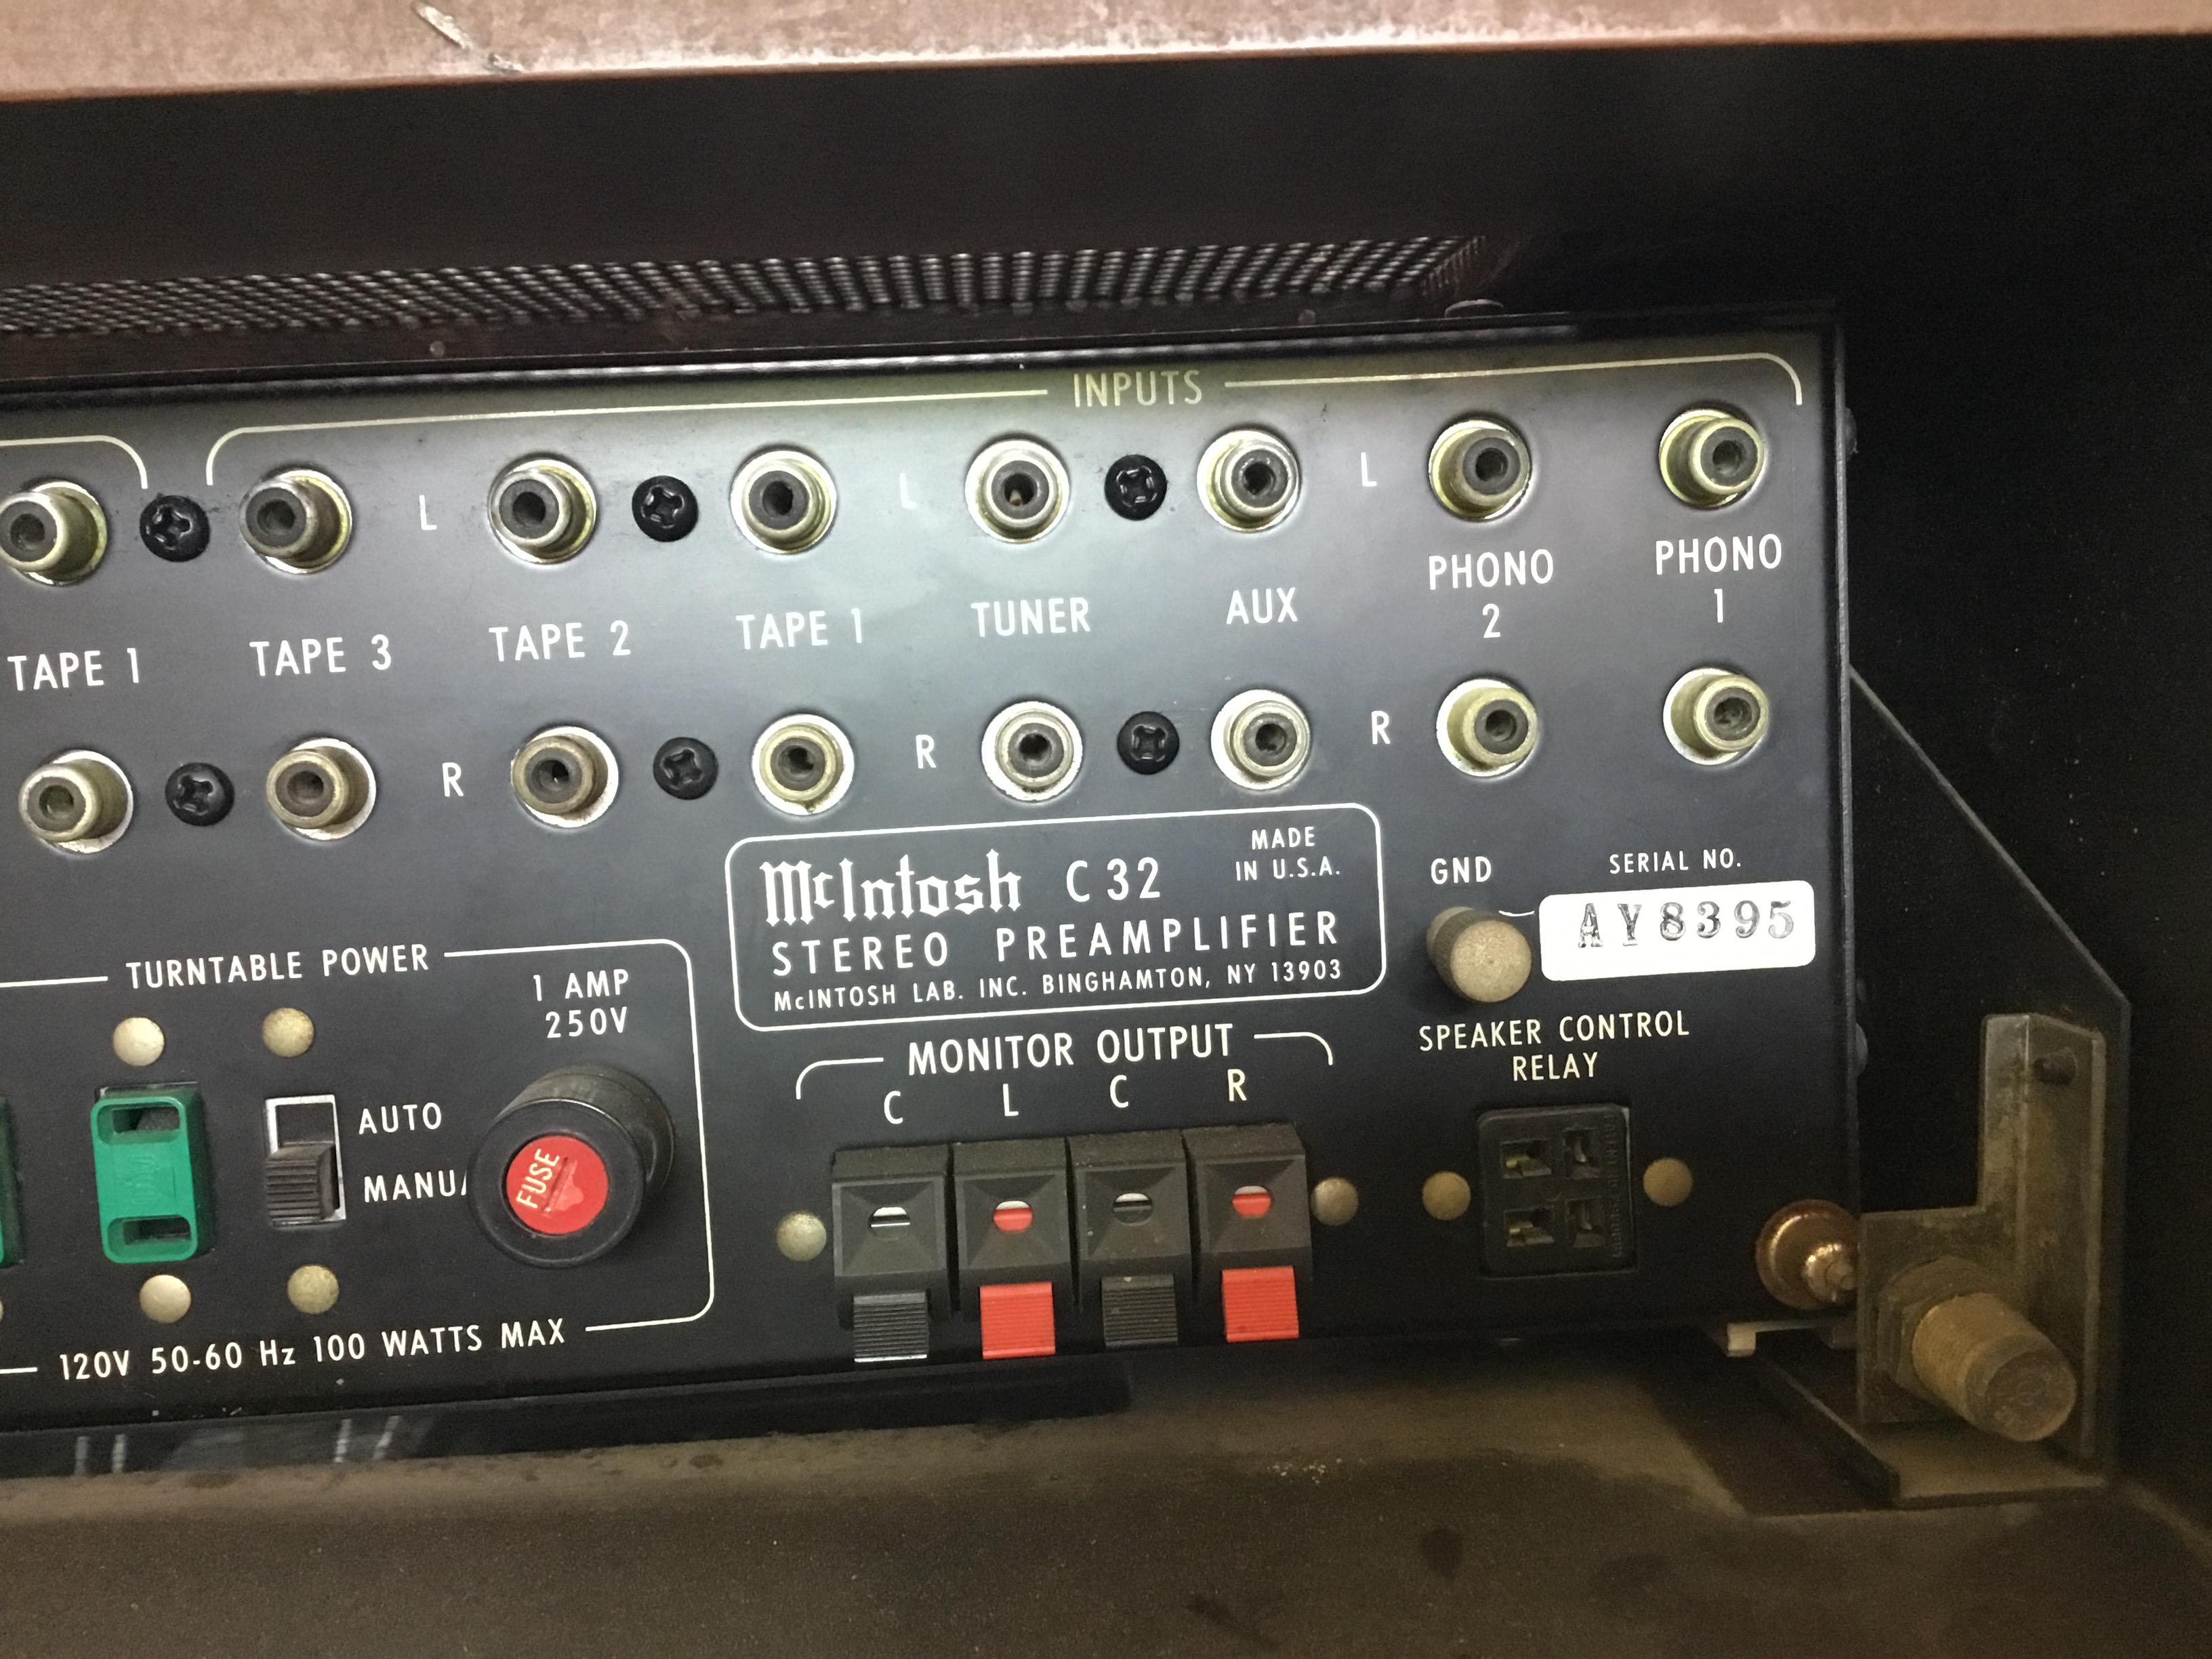 INPUTS
L L L
TAPE 1 TAPE 3 TAPE 2 TAPE 1 TUNER AUX PHONO 2 PHONO 1
R R R
McIntosh C 32 MADE IN U.S.A.
STEREO PREAMPLIFIER
McINTOSH LAB. INC. BINGHAMTON, NY 13903
GND
SERIAL NO.
AY8395
TURNTABLE POWER
1 AMP
250V
AUTO
MANUA
FUSE
120V 50-60 Hz 100 WATTS MAX
MONITOR OUTPUT
C L C R
SPEAKER CONTROL
RELAY